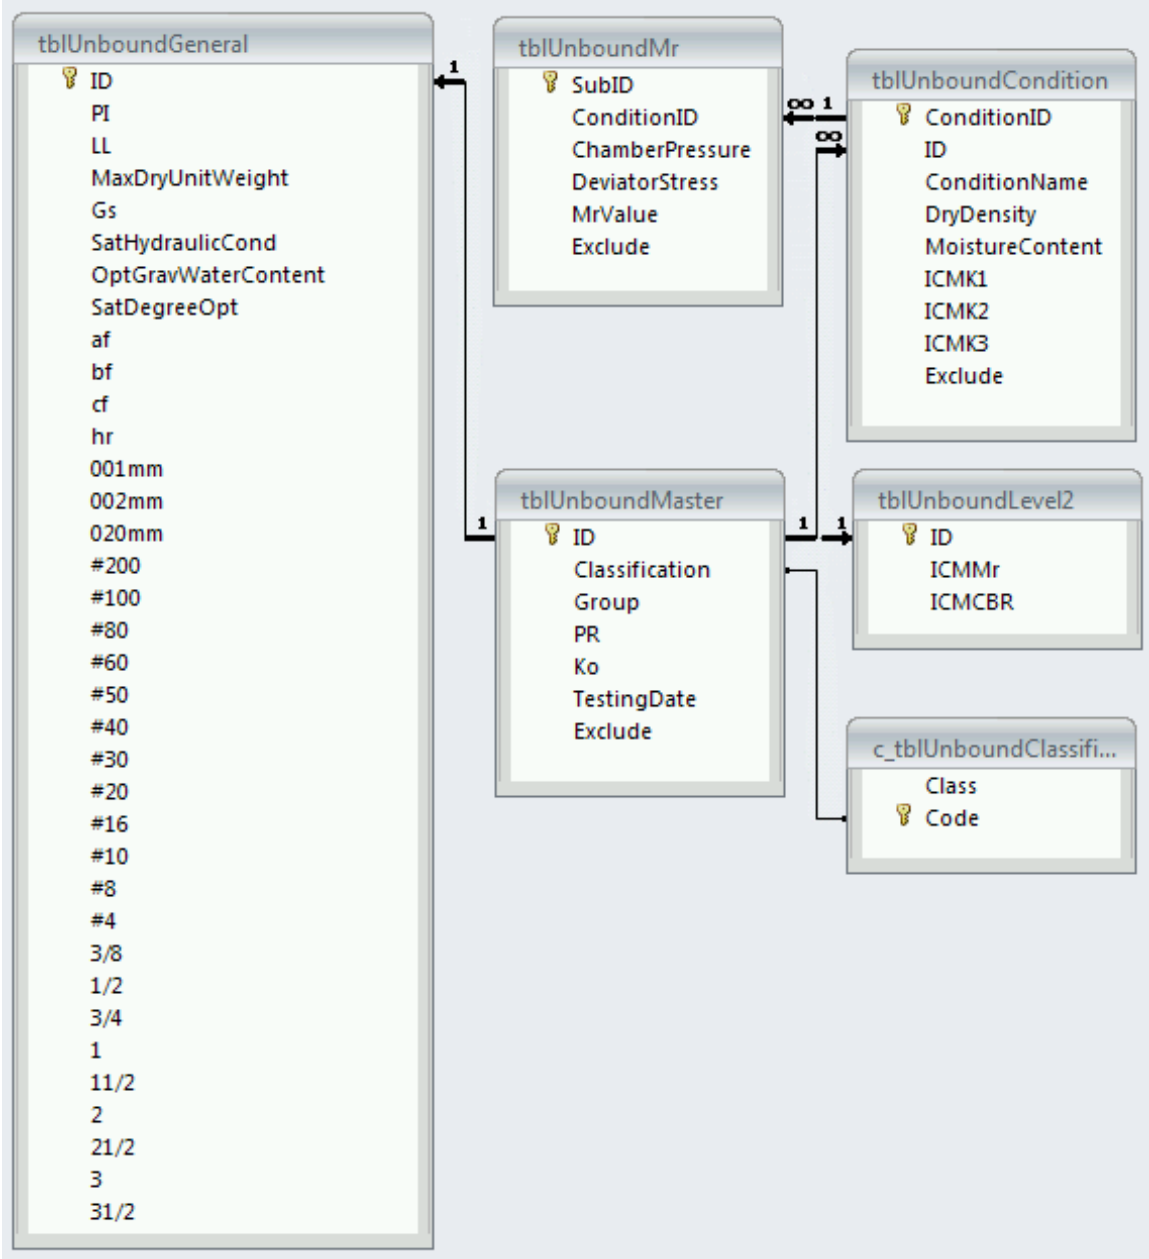 tblUnboundGeneral
ID
PI
LL
MaxDryUnitWeight
Gs
SatHydraulicCond
OptGravWaterContent
SatDegreeOpt
af
bf
cf
hr
001mm
002mm
020mm
#200
#100
#80
#60
#50
#40
#30
#20
#16
#10
#8
#4
3/8
1/2
3/4
1
11/2
2
21/2
3
31/2
1
1
tblUnboundMr
SubID
ConditionID
ChamberPressure
DeviatorStress
MrValue
Exclude
∞ 1
∞
tblUnboundCondition
ConditionID
ID
ConditionName
DryDensity
MoistureContent
ICMK1
ICMK2
ICMK3
Exclude
tblUnboundMaster
ID
Classification
Group
PR
Ko
TestingDate
Exclude
1 1
tblUnboundLevel2
ID
ICMMr
ICMCBR
c_tblUnboundClassifi...
Class
Code